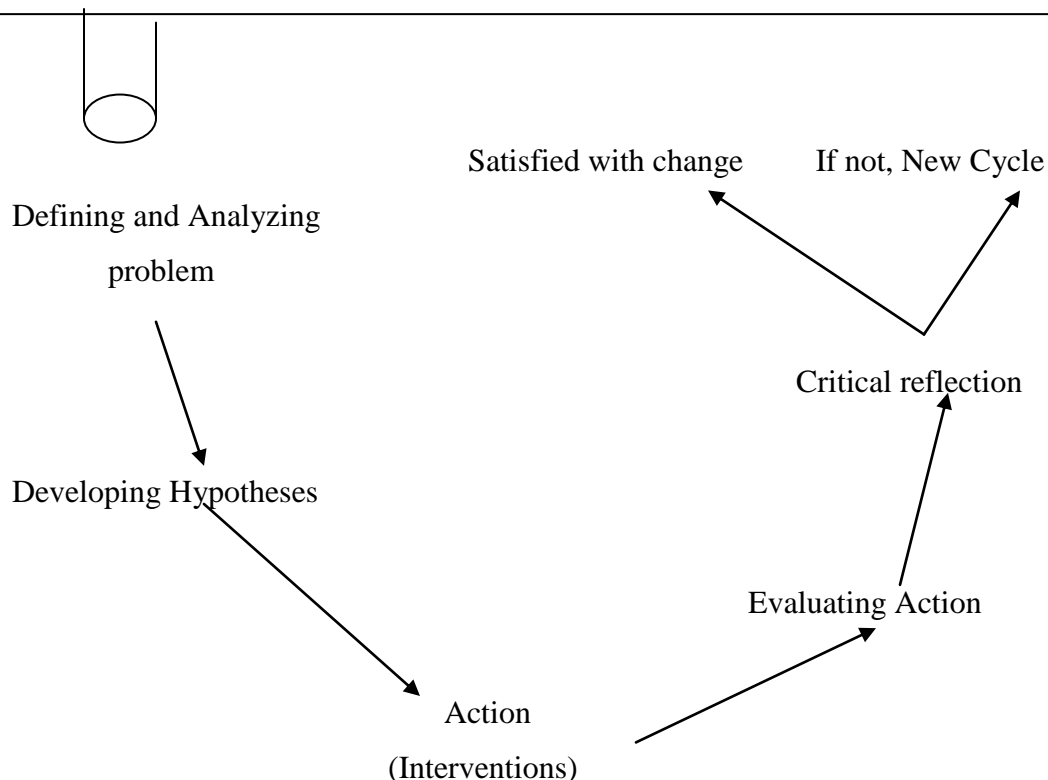 Satisfied with change
If not, New Cycle
Defining and Analyzing
problem
Critical reflection
Developing Hypotheses
Evaluating Action
Action
(Interventions)